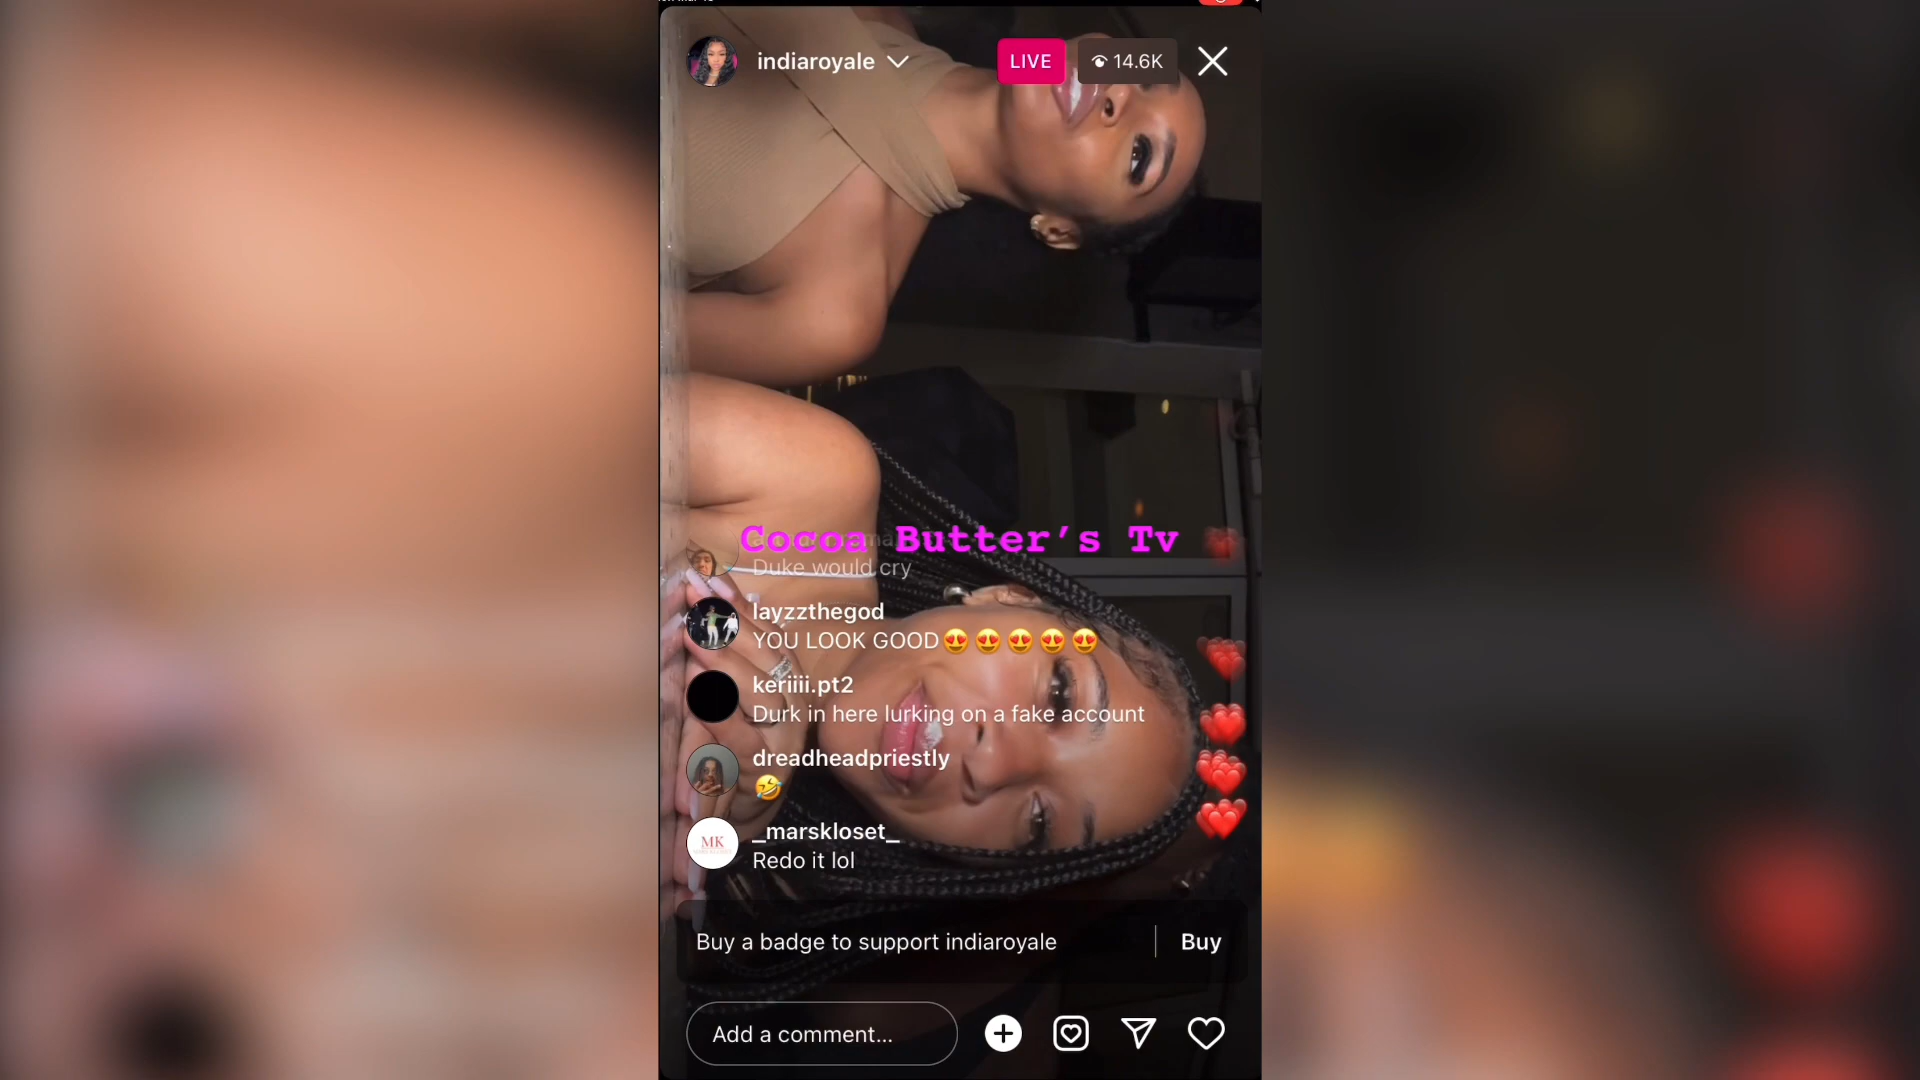 indiaroyale
LIVE
14.6K
Cocoa Butter's Tv
Duke would cry
layzzthegod
YOU LOOK GOOD😍😍😍😍😍
keriiii.pt2
Durk in here lurking on a fake account
dreadheadpriestly
🤣
MK
_marskloset_
Redo it lol
Buy a badge to support indiaroyale
Buy
Add a comment...